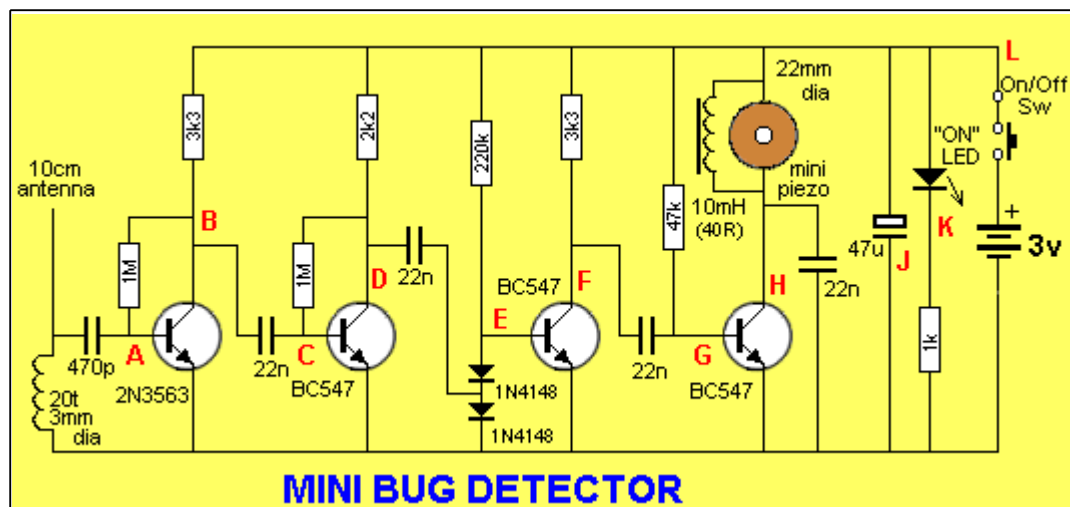 L
22mm
dia
On/Off
Sw
3k3
2k2
220k
3k3
"ON"
LED
10cm
antenna
mini
piezo
B
47k
10mH
(40R)
+
K
3v
1M
1M
D
47u
J
22n
BC547
F
H
22n
E
A
C
G
470p
22n
22n
1k
2N3563
BC547
BC547
1N4148
20t
3mm
dia
1N4148
MINI BUG DETECTOR